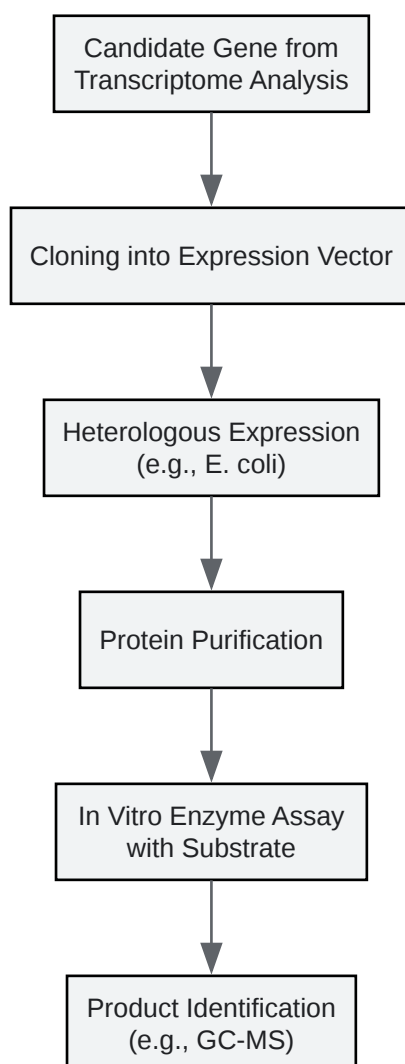 Candidate Gene from
Transcriptome Analysis
Cloning into Expression Vector
Heterologous Expression
(e.g., E. coli)
Protein Purification
In Vitro Enzyme Assay
with Substrate
Product Identification
(e.g., GC-MS)